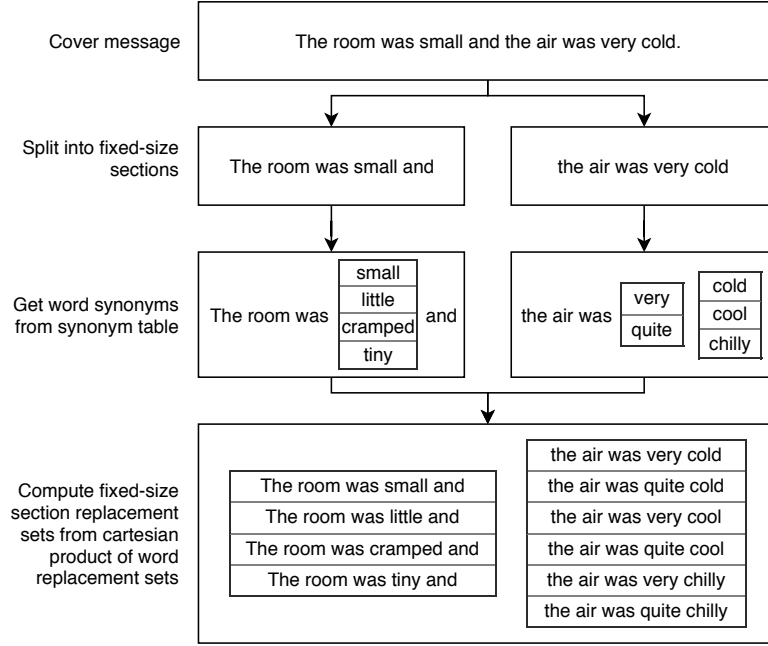 Cover message
The room was small and the air was very cold.
Split into fixed-size
sections
The room was small and
the air was very cold
Get word synonyms
from synonym table
The room was
small
little
cramped
tiny
and
the air was
very
quite
cold
cool
chilly
Compute fixed-size
section replacement
sets from cartesian
product of word
replacement sets
The room was small and
The room was little and
The room was cramped and
The room was tiny and
the air was very cold
the air was quite cold
the air was very cool
the air was quite cool
the air was very chilly
the air was quite chilly